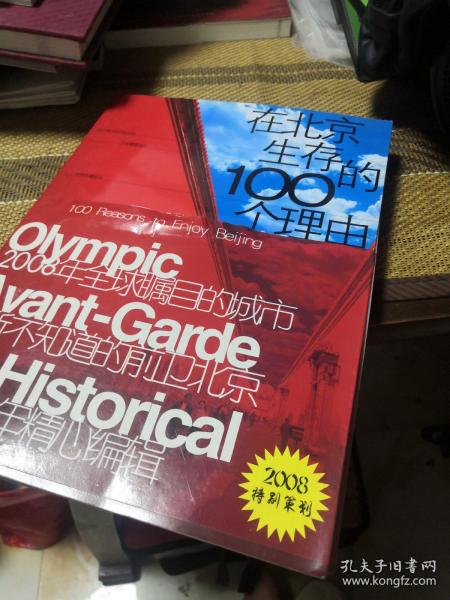 在北京
生存的
100
个理由
100 Reasons to Enjoy Beijing
Olympic
2008年全球瞩目的城市
Avant-Garde
不知道的前卫北京
Historical
精心编辑
2008
特别策划
孔夫子旧书网
www.kongfz.com